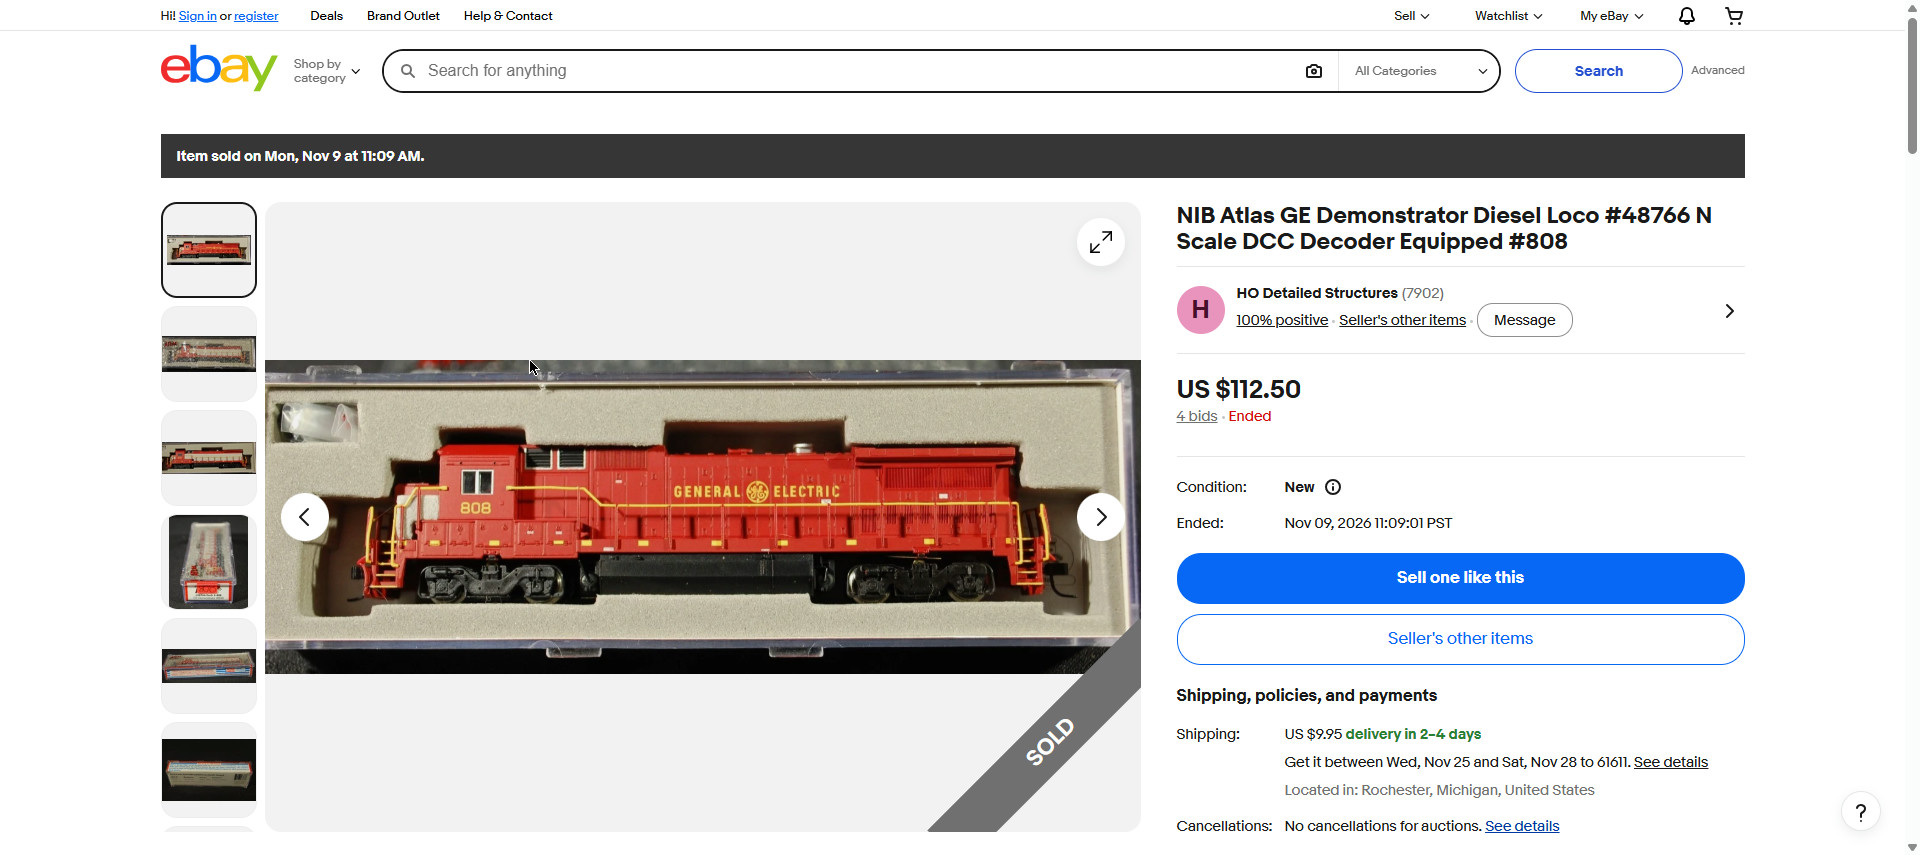 Hi! Sign in or register
Deals
Brand Outlet
Help & Contact
Sell
Watchlist
My eBay
ebay
Shop by
category
Search for anything
All Categories
Search
Advanced
Item sold on Mon, Nov 9 at 11:09 AM.
808
GENERAL GE ELECTRIC
SOLD
NIB Atlas GE Demonstrator Diesel Loco #48766 N
Scale DCC Decoder Equipped #808
H
HO Detailed Structures (7902)
100% positive · Seller's other items · Message
US $112.50
4 bids · Ended
Condition: New
Ended: Nov 09, 2026 11:09:01 PST
Sell one like this
Seller's other items
Shipping, policies, and payments
Shipping: US $9.95 delivery in 2–4 days
Get it between Wed, Nov 25 and Sat, Nov 28 to 61611. See details
Located in: Rochester, Michigan, United States
Cancellations: No cancellations for auctions. See details
?